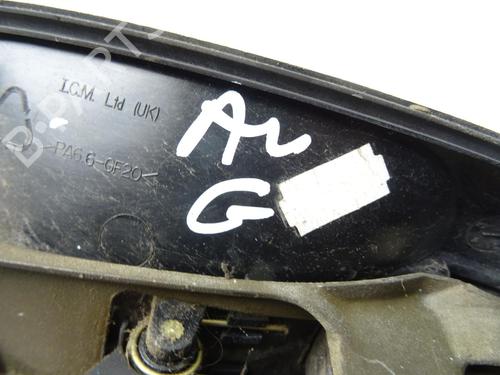 I.C.M. Ltd (UK)
>PA6.6-GF20<
AV
G